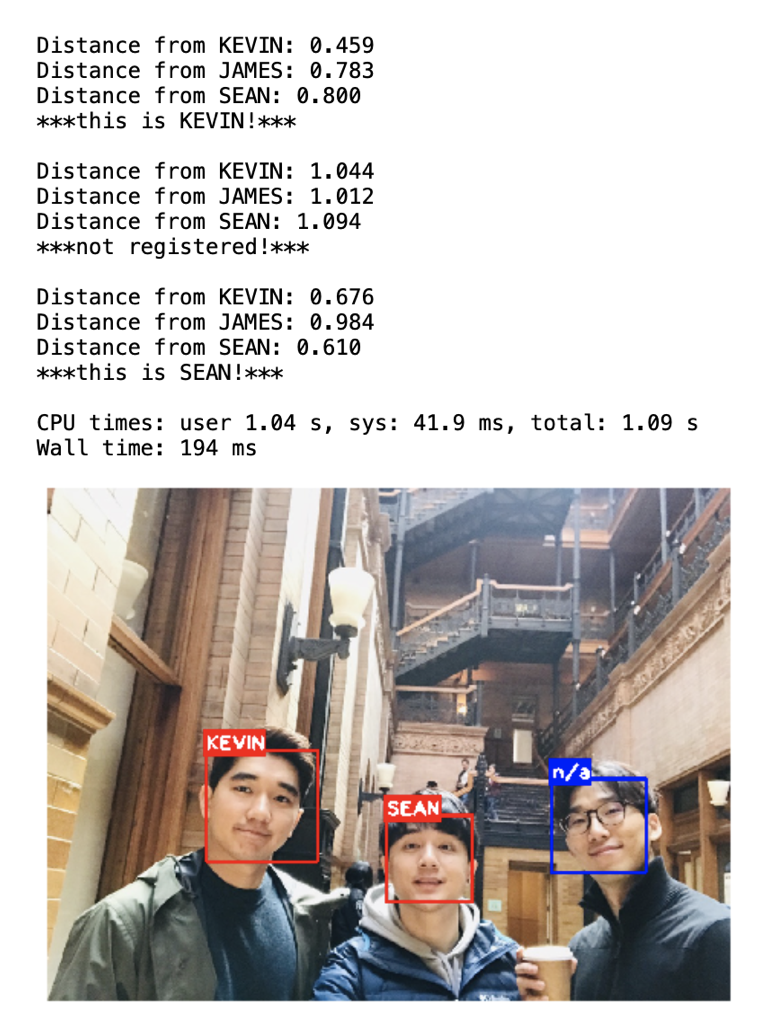 Distance from KEVIN: 0.459
Distance from JAMES: 0.783
Distance from SEAN: 0.800
***this is KEVIN!***
Distance from KEVIN: 1.044
Distance from JAMES: 1.012
Distance from SEAN: 1.094
***not registered!***
Distance from KEVIN: 0.676
Distance from JAMES: 0.984
Distance from SEAN: 0.610
***this is SEAN!***
CPU times: user 1.04 s, sys: 41.9 ms, total: 1.09 s
Wall time: 194 ms
KEVIN
n/a
SEAN
Columbia